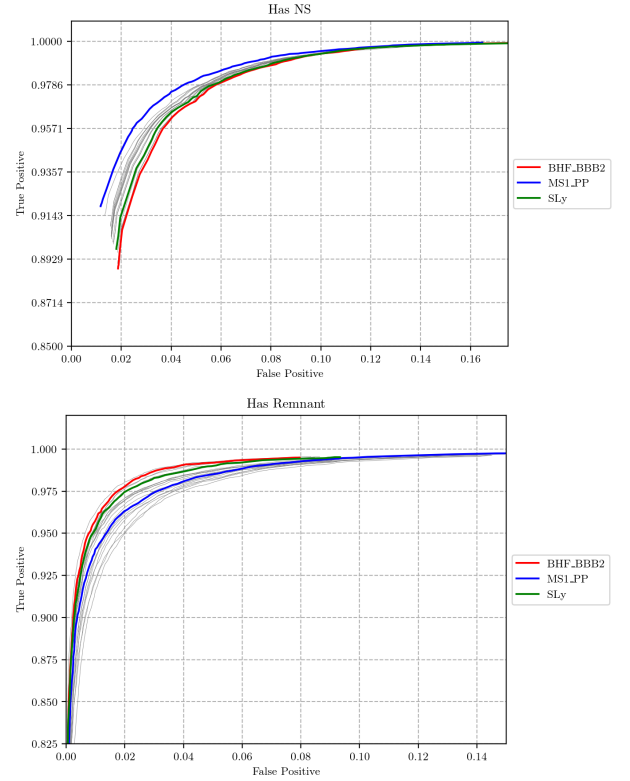 Has NS
1.0000
0.9786
0.9571
0.9357
0.9143
0.8929
0.8714
0.8500
True Positive
0.00 0.02 0.04 0.06 0.08 0.10 0.12 0.14 0.16
False Positive
BHF_BBB2
MS1_PP
SLy
Has Remnant
1.000
0.975
0.950
0.925
0.900
0.875
0.850
0.825
True Positive
0.00 0.02 0.04 0.06 0.08 0.10 0.12 0.14
False Positive
BHF_BBB2
MS1_PP
SLy